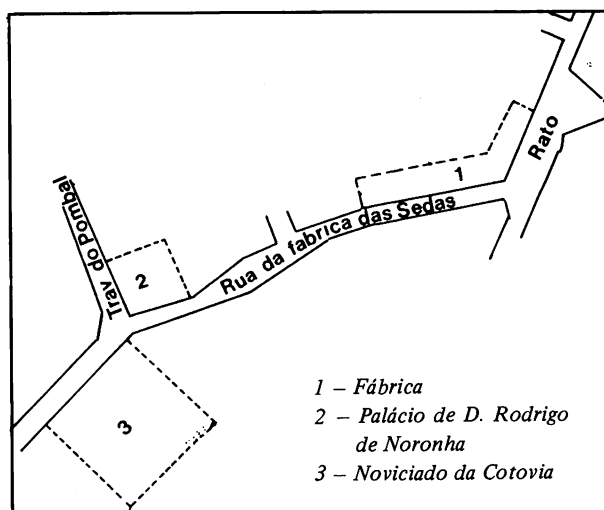 Rato
1
Rua da fabrica das Sedas
Trav do Pombal
2
3
1 – Fábrica
2 – Palácio de D. Rodrigo
de Noronha
3 – Noviciado da Cotovia